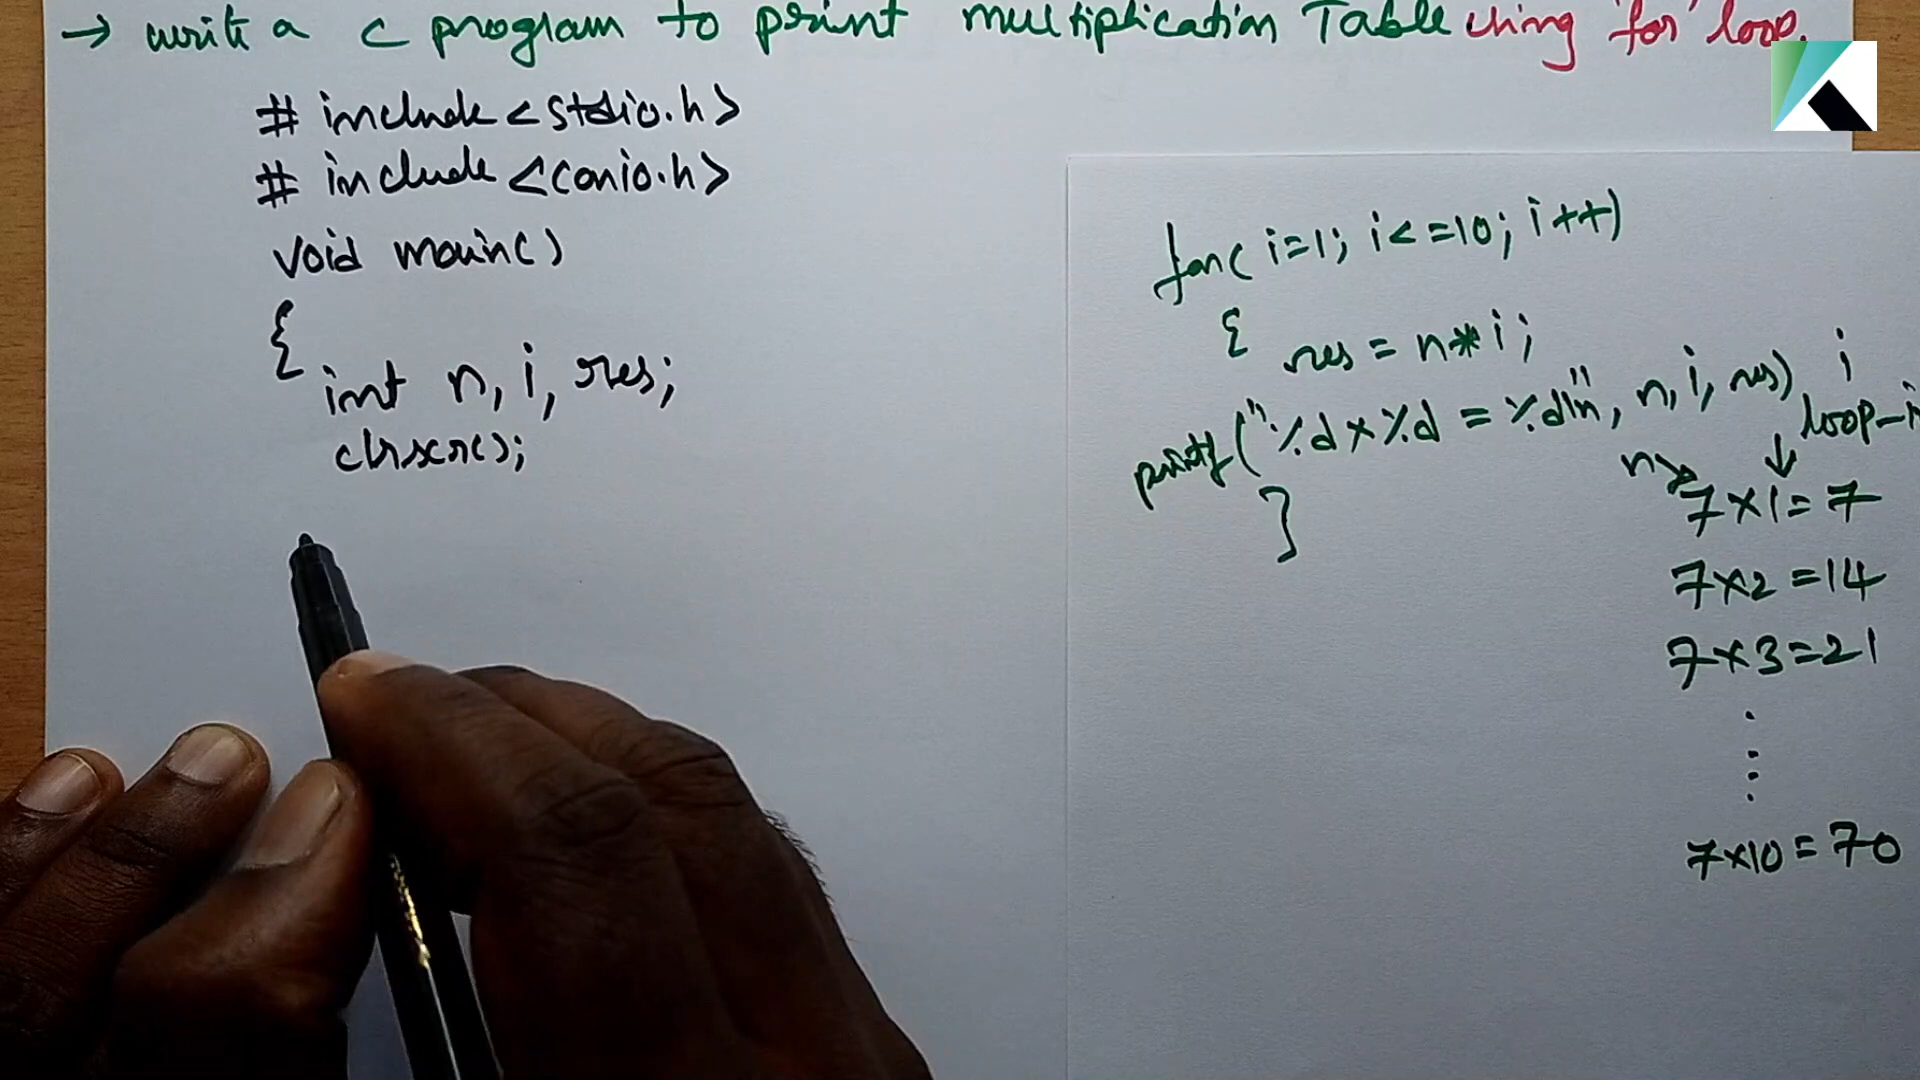 → write a c program to print multiplication Table using 'for' loop.
# include<stdio.h>
# include<conio.h>
void main()
{
int n, i, res;
clrscr();
for( i=1; i<=10; i++)
{ res = n*i;
printf("%d x %d = %d\n", n, i, res)
}
i
loop-i
n
7x1=7
7x2=14
7x3=21
7x10=70